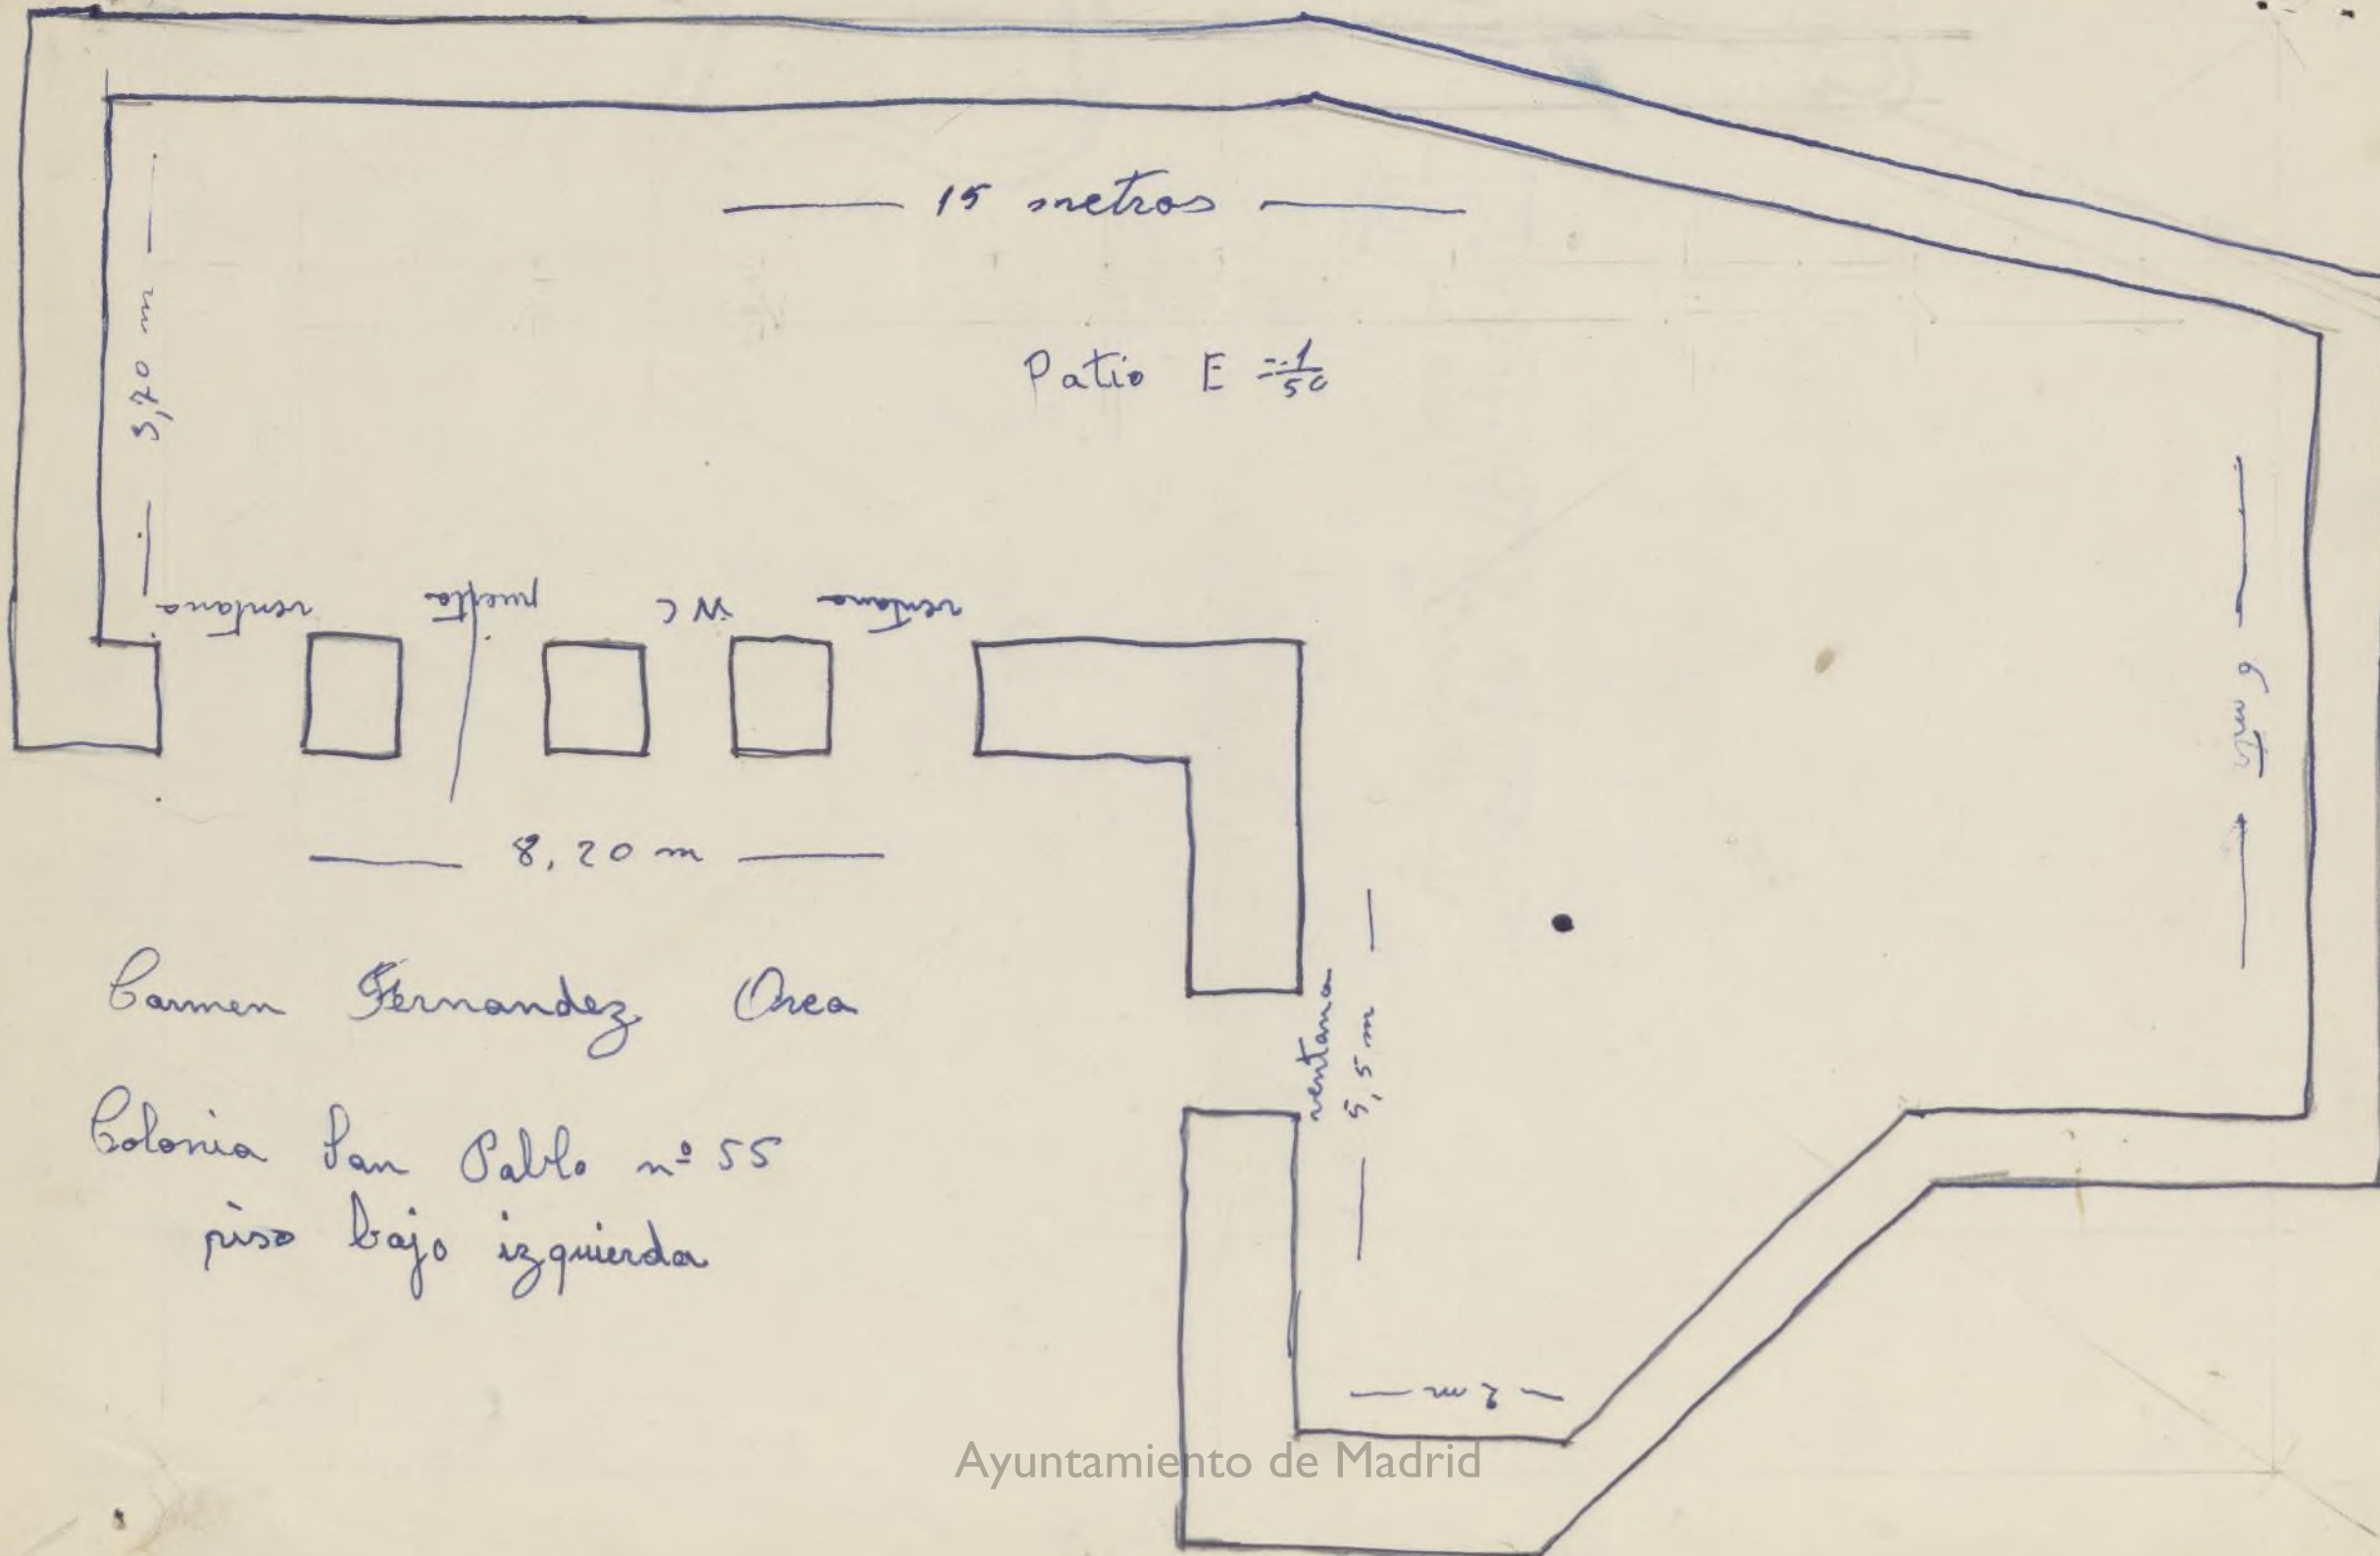 15 metros
3,70 m
Patio E = 1/50
ventana
puerta
W C
ventana
6 mts
8,20 m
Carmen Fernandez Orea
ventana
5,5 m
Colonia San Pablo nº 55
piso bajo izquierda
2 m
Ayuntamiento de Madrid